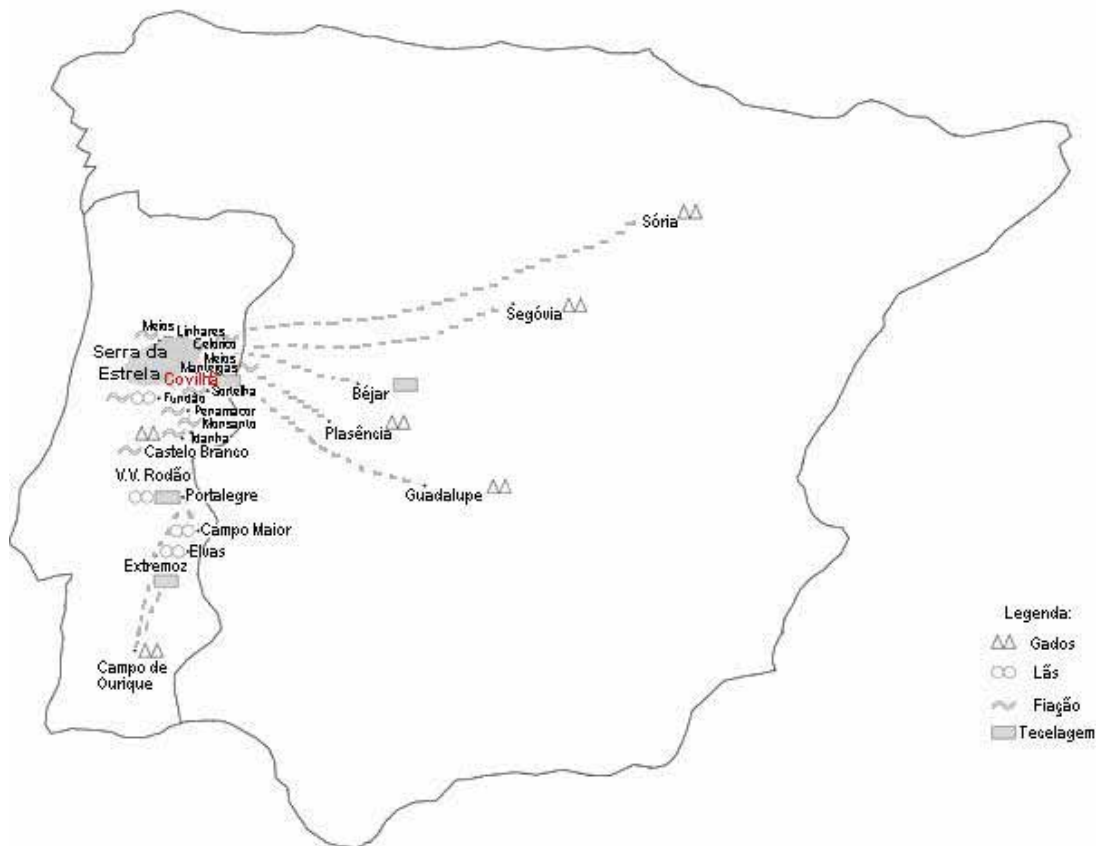 Sória
Segóvia
Meios
Linhares
Celorico
Serra da
Estrela
Meios
Manteigas
Covilhã
Sortelha
Béjar
Fundão
Penamacor
Monsanto
Plasência
Idanha
Castelo Branco
V.V. Rodão
Guadalupe
Portalegre
Campo Maior
Elvas
Extremoz
Campo de
Ourique
Legenda:
Gados
Lãs
Fiação
Tecelagem